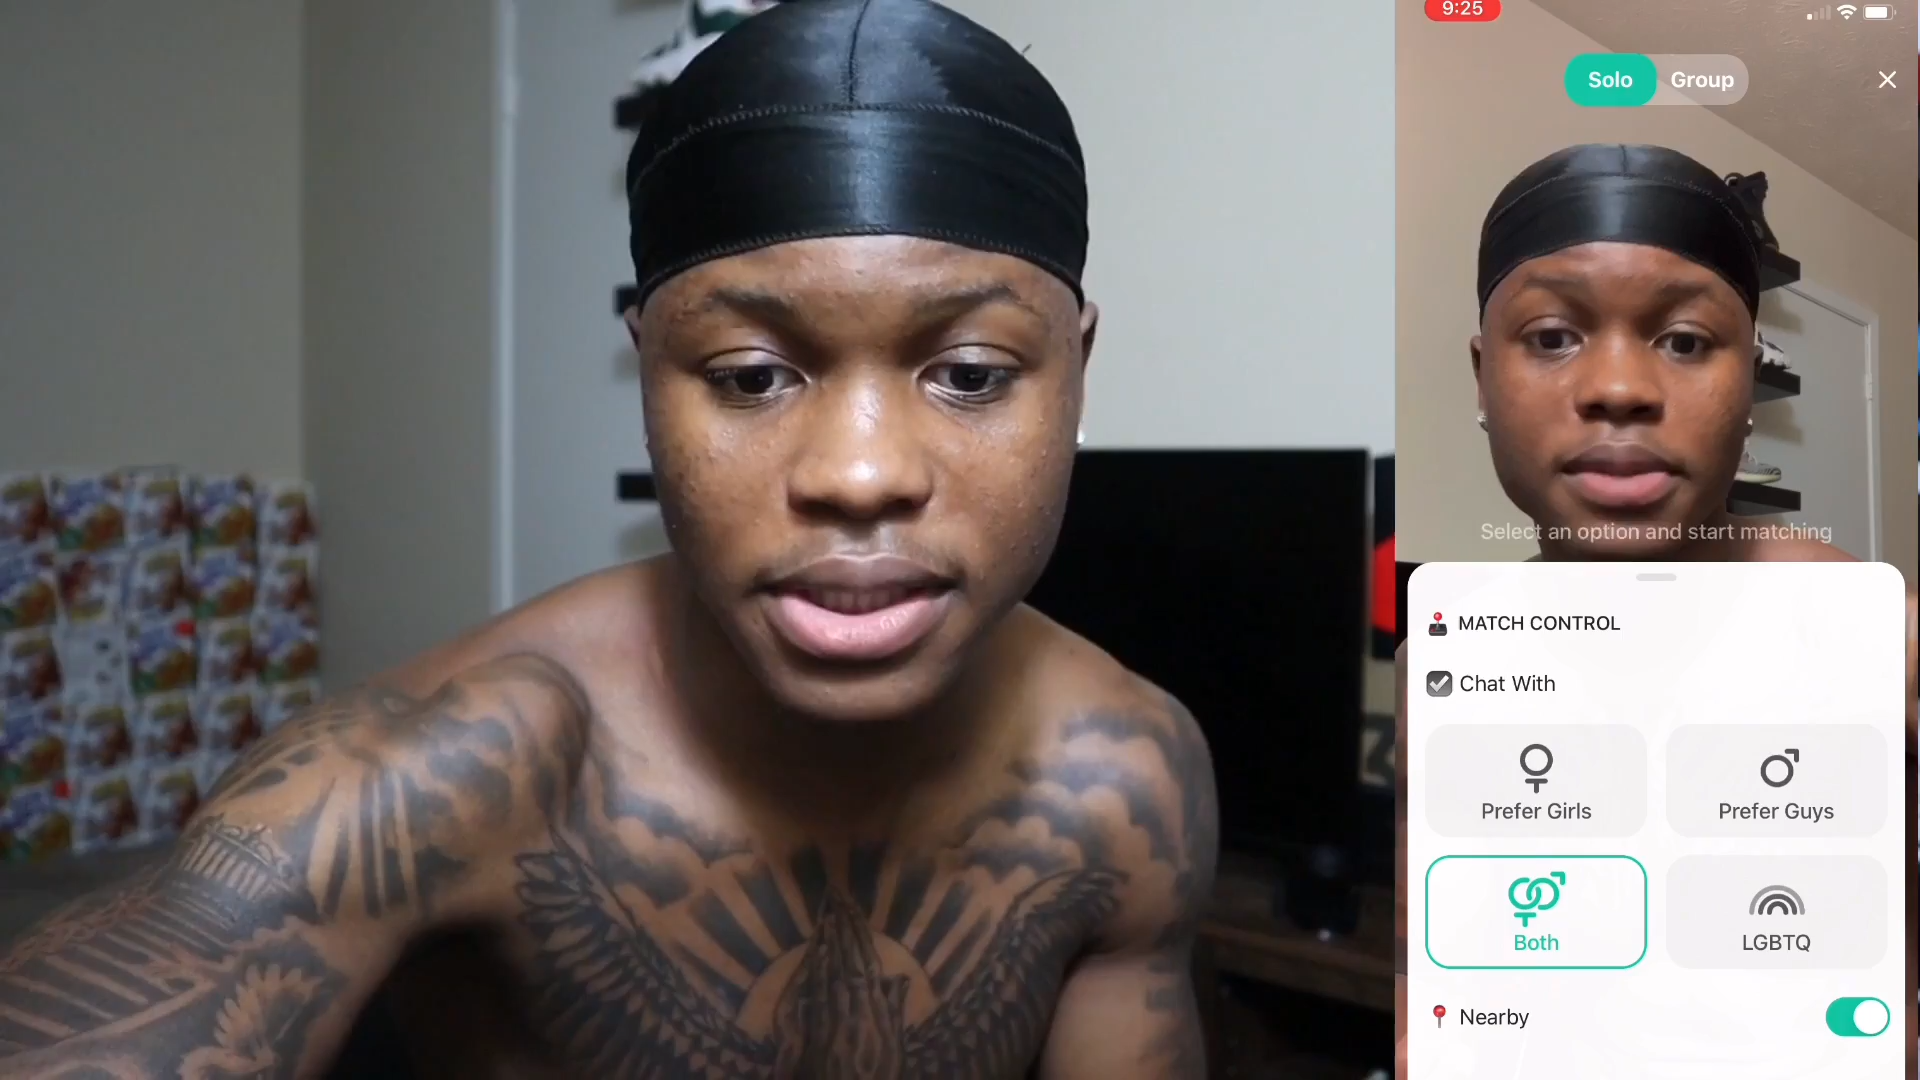 9:25
Solo Group
Select an option and start matching
MATCH CONTROL
Chat With
Prefer Girls
Prefer Guys
Both
LGBTQ
Nearby